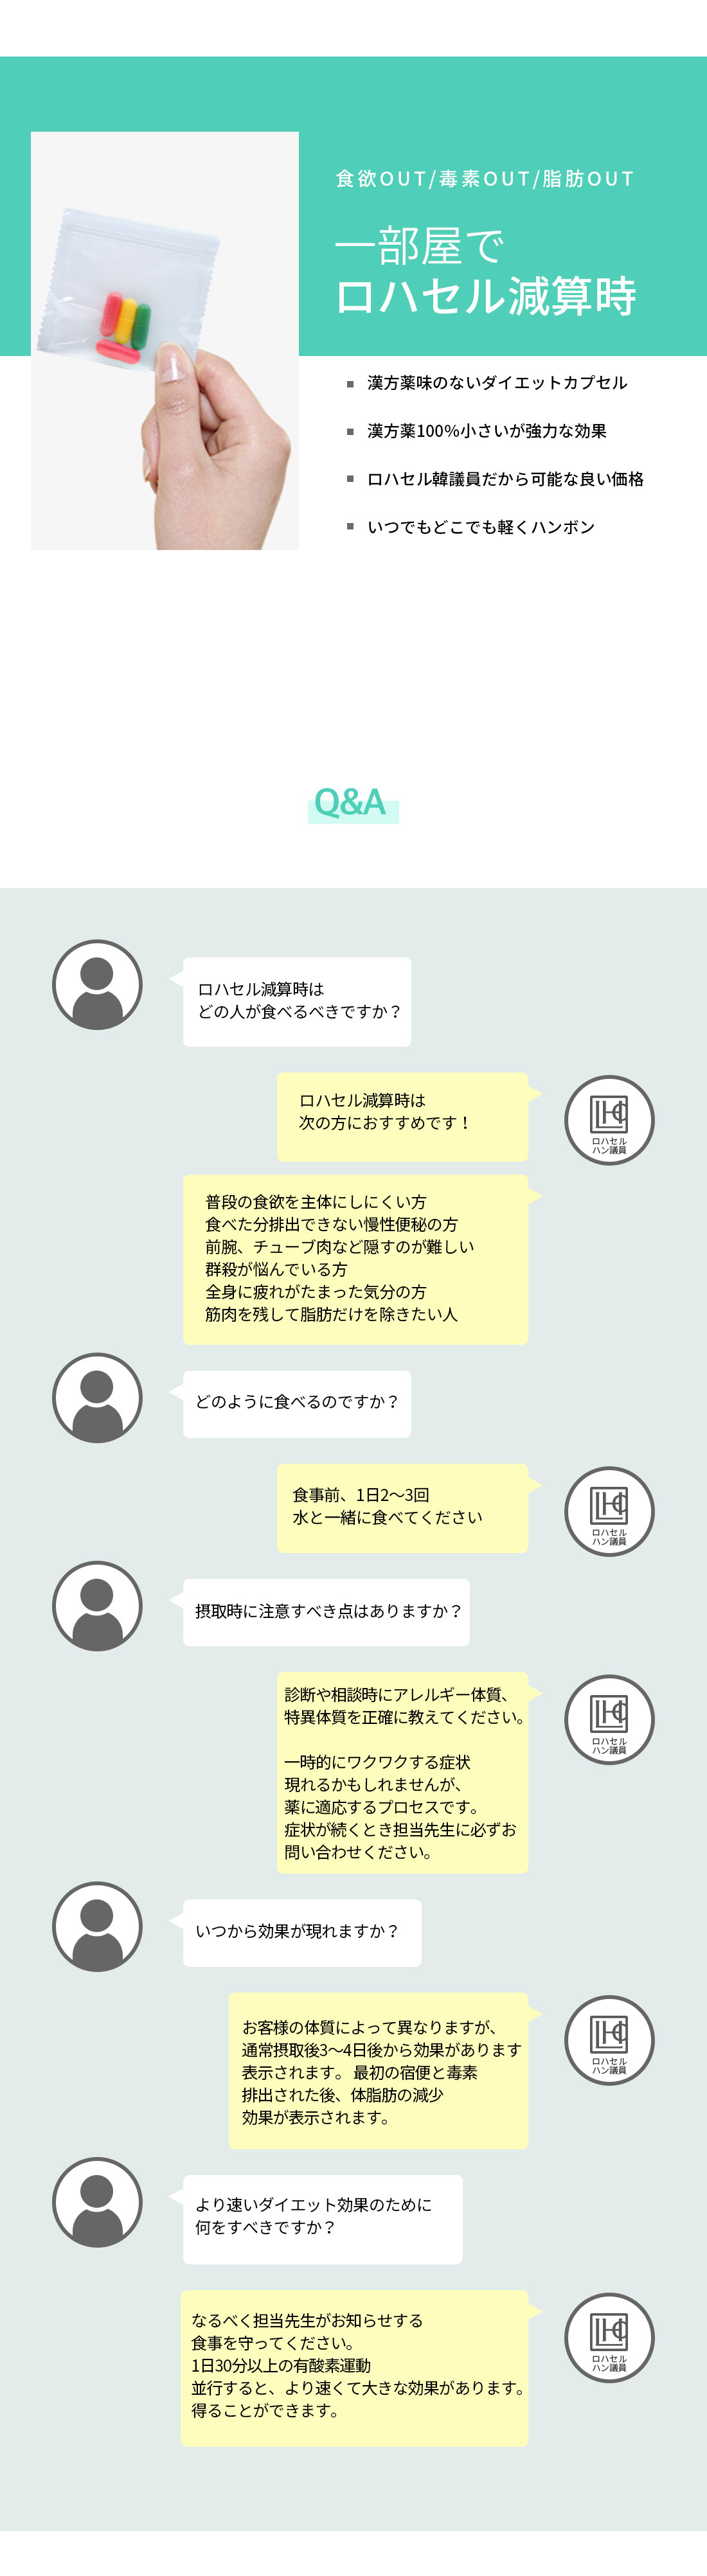 食欲OUT/毒素OUT/脂肪OUT
一部屋で
ロハセル減算時
漢方薬味のないダイエットカプセル
漢方薬100%小さいが強力な効果
ロハセル韓議員だから可能な良い価格
いつでもどこでも軽くハンボン
Q&A
ロハセル減算時は
どの人が食べるべきですか？
ロハセル減算時は
次の方におすすめです！
ロハセル
ハン議員
普段の食欲を主体にしにくい方
食べた分排出できない慢性便秘の方
前腕、チューブ肉など隠すのが難しい
群殺が悩んでいる方
全身に疲れがたまった気分の方
筋肉を残して脂肪だけを除きたい人
どのように食べるのですか？
食事前、1日2〜3回
水と一緒に食べてください
ロハセル
ハン議員
摂取時に注意すべき点はありますか？
診断や相談時にアレルギー体質、
特異体質を正確に教えてください。
一時的にワクワクする症状
現れるかもしれませんが、
薬に適応するプロセスです。
症状が続くとき担当先生に必ずお
問い合わせください。
ロハセル
ハン議員
いつから効果が現れますか？
お客様の体質によって異なりますが、
通常摂取後3〜4日後から効果があります
表示されます。 最初の宿便と毒素
排出された後、体脂肪の減少
効果が表示されます。
ロハセル
ハン議員
より速いダイエット効果のために
何をすべきですか？
なるべく担当先生がお知らせする
食事を守ってください。
1日30分以上の有酸素運動
並行すると、より速くて大きな効果があります。
得ることができます。
ロハセル
ハン議員